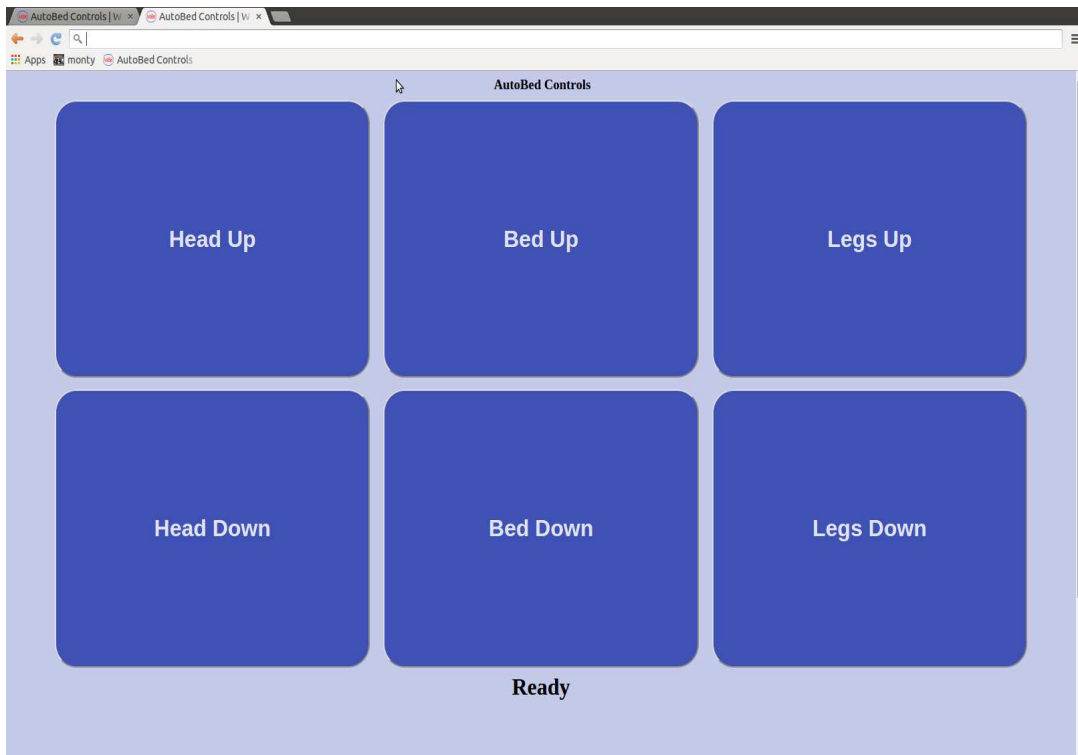 AutoBed Controls | W × AutoBed Controls | W ×
Apps monty AutoBed Controls
AutoBed Controls
Head Up Bed Up Legs Up
Head Down Bed Down Legs Down
Ready